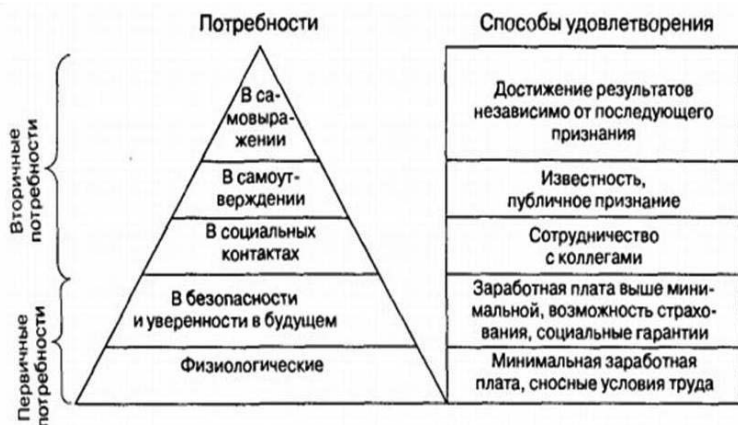 Потребности
Способы удовлетворения
Вторичные
потребности
Первичные
потребности
В са-
мовыра-
жении
Достижение результатов
независимо от последующего
признания
В самоут-
верждении
Известность,
публичное признание
В социальных
контактах
Сотрудничество
с коллегами
В безопасности
и уверенности в будущем
Заработная плата выше мини-
мальной, возможность страхо-
вания, социальные гарантии
Физиологические
Минимальная заработная
плата, сносные условия труда